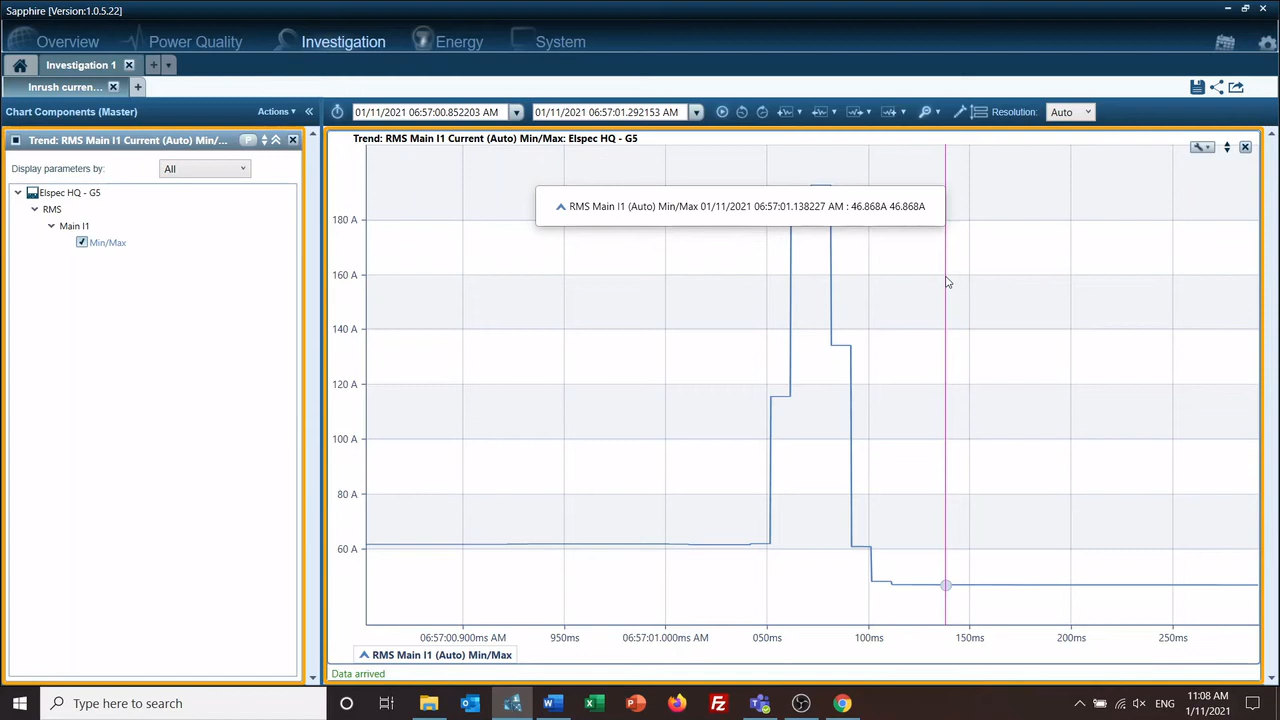 Sapphire (Version:1.0.5.22)
Overview Power Quality Investigation Energy System
Investigation 1
Inrush curren...
Chart Components (Master) Actions
01/11/2021 06:57:00.852203 AM 01/11/2021 06:57:01.292153 AM Resolution: Auto
Trend: RMS Main I1 Current (Auto) Min/... P
Display parameters by: All
Elspec HQ - G5
RMS
Main I1
Min/Max
Trend: RMS Main I1 Current (Auto) Min/Max: Elspec HQ - G5
RMS Main I1 (Auto) Min/Max 01/11/2021 06:57:01.138227 AM : 46.868A 46.868A
180 A
160 A
140 A
120 A
100 A
80 A
60 A
06:57:00.900ms AM 950ms 06:57:01.000ms AM 050ms 100ms 150ms 200ms 250ms
RMS Main I1 (Auto) Min/Max
Data arrived
Type here to search
ENG
11:08 AM
1/11/2021